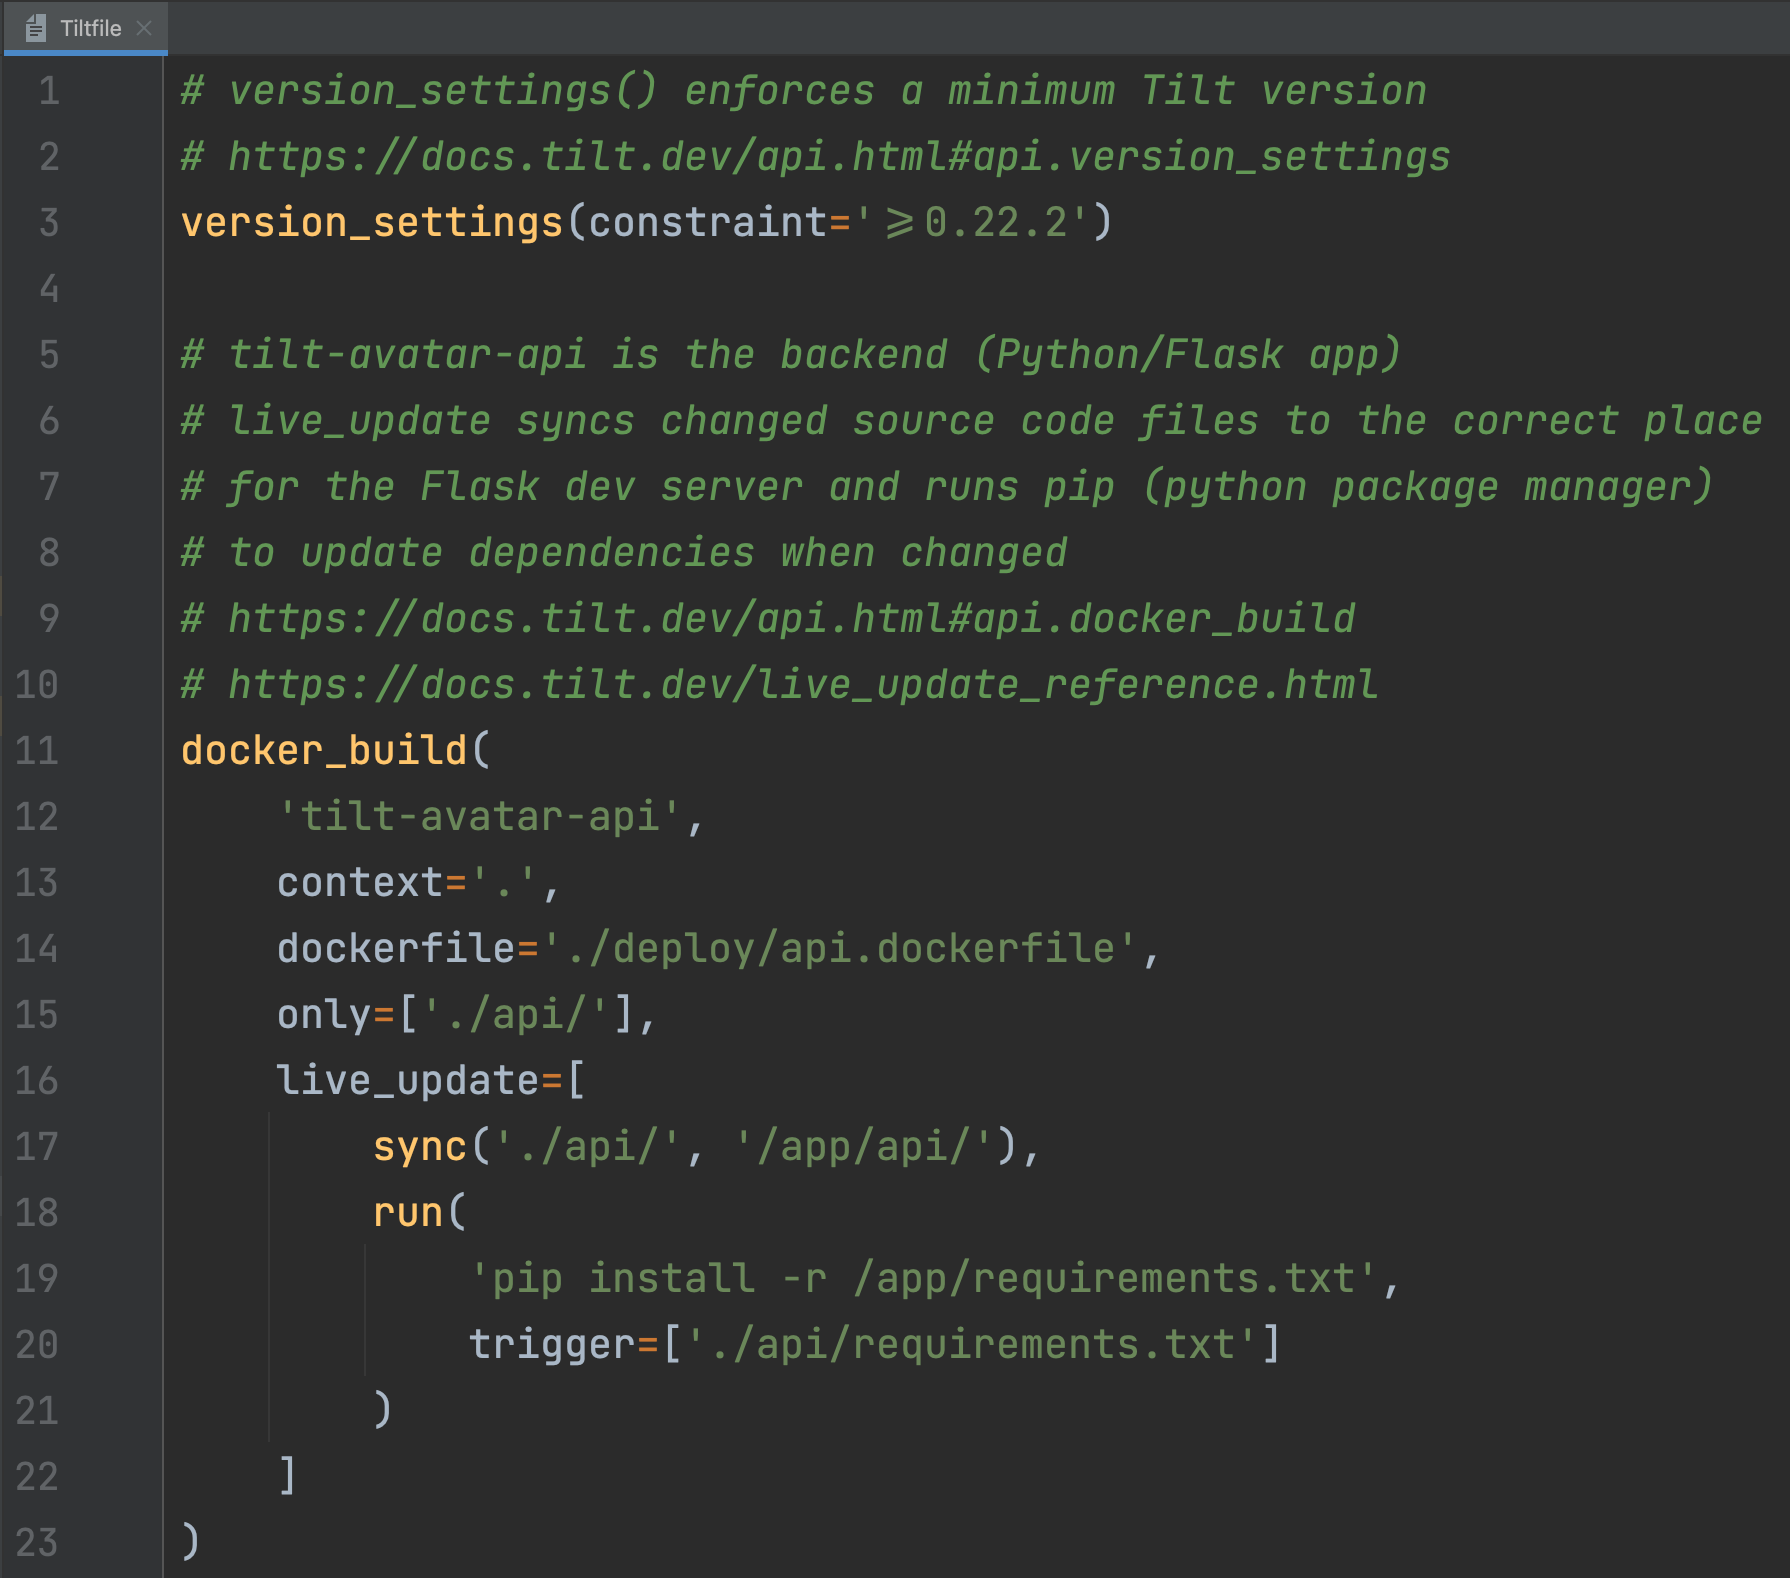 Tiltfile
1 # version_settings() enforces a minimum Tilt version
2 # https://docs.tilt.dev/api.html#api.version_settings
3 version_settings(constraint='>=0.22.2')
4
5 # tilt-avatar-api is the backend (Python/Flask app)
6 # live_update syncs changed source code files to the correct place
7 # for the Flask dev server and runs pip (python package manager)
8 # to update dependencies when changed
9 # https://docs.tilt.dev/api.html#api.docker_build
10 # https://docs.tilt.dev/live_update_reference.html
11 docker_build(
12     'tilt-avatar-api',
13     context='.',
14     dockerfile='./deploy/api.dockerfile',
15     only=['./api/'],
16     live_update=[
17         sync('./api/', '/app/api/'),
18         run(
19             'pip install -r /app/requirements.txt',
20             trigger=['./api/requirements.txt']
21         )
22     ]
23 )